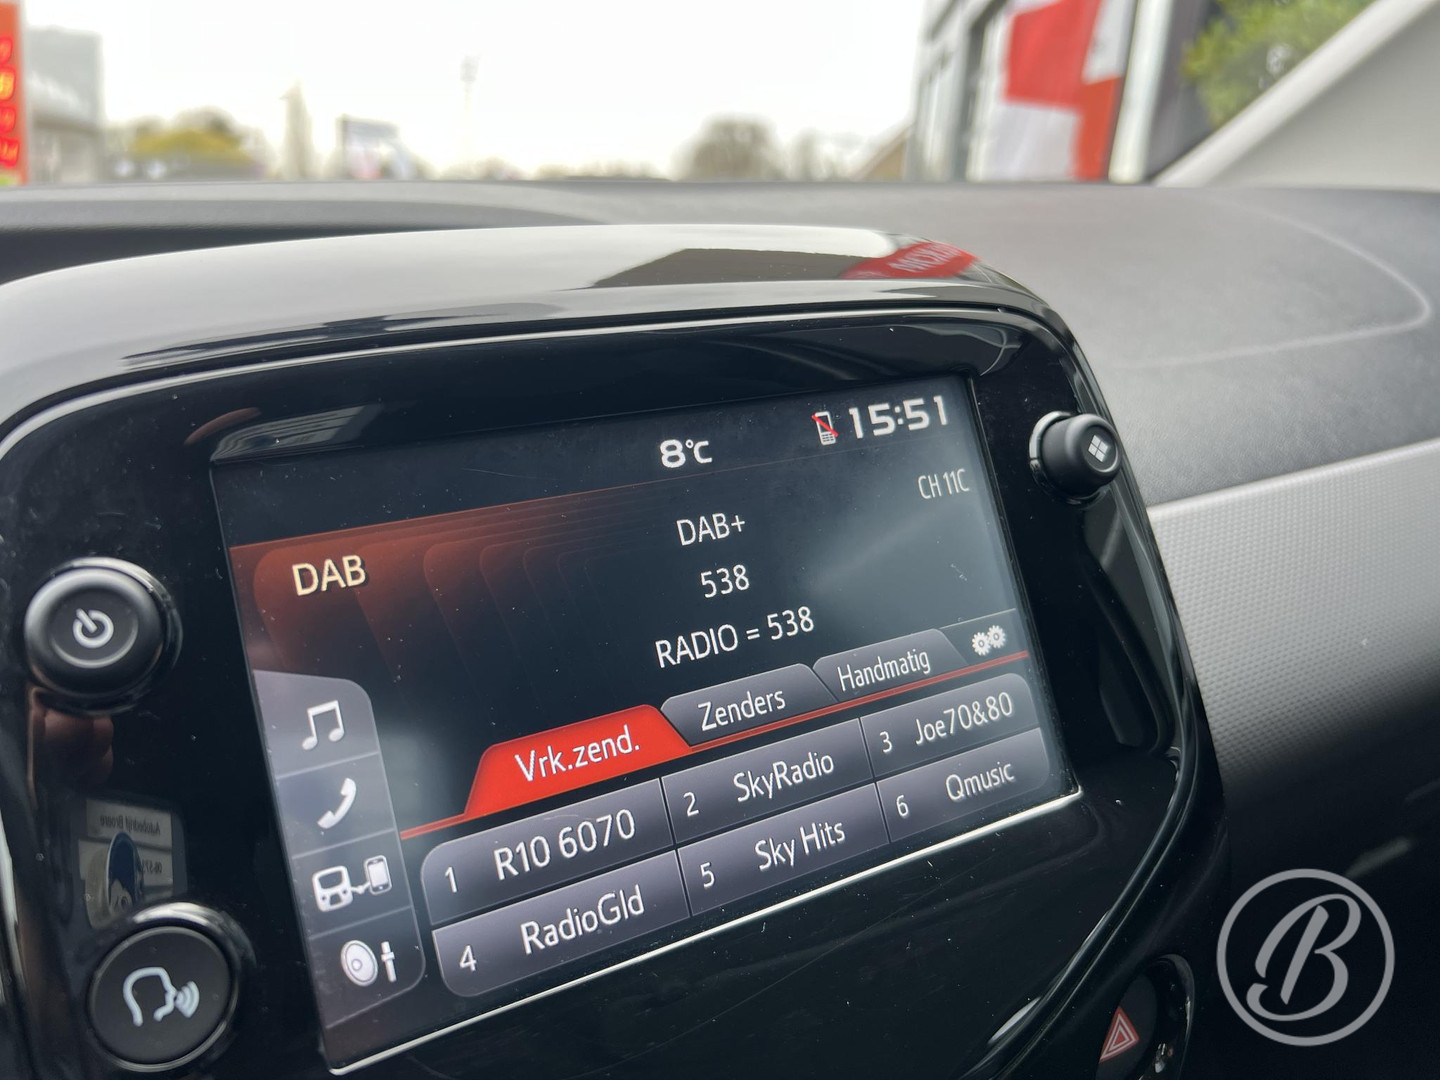 8°C
15:51
CH 11C
DAB
DAB+
538
RADIO = 538
Vrk.zend.
Zenders
Handmatig
1 R10 6070
2 SkyRadio
3 Joe70&80
4 RadioGld
5 Sky Hits
6 Qmusic
B